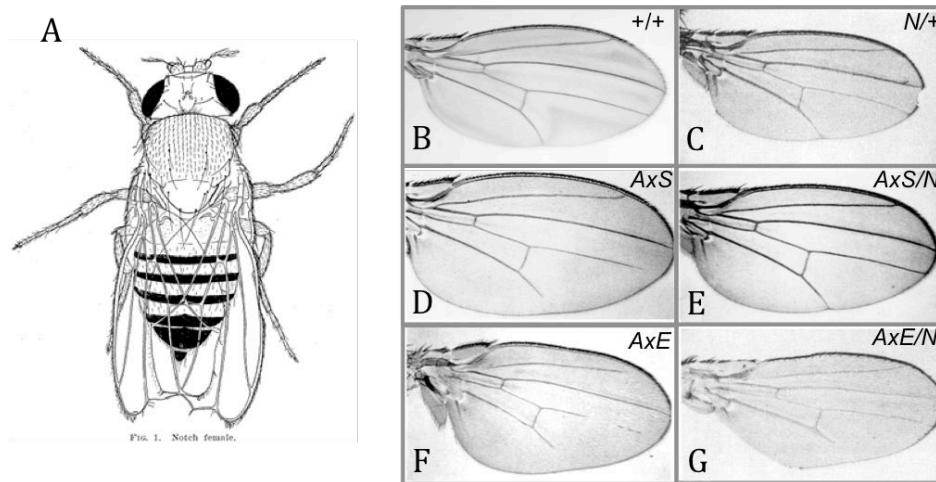 A
FIG. 1. Notch female.
B
+/+
C
N/+
D
AxS
E
AxS/N
F
AxE
G
AxE/N